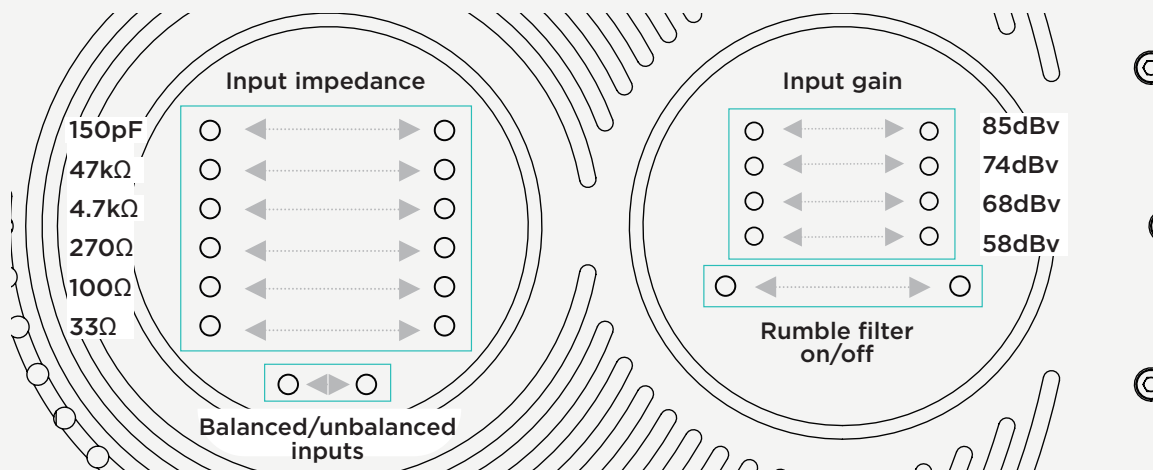 Input impedance
150pF
47kΩ
4.7kΩ
270Ω
100Ω
33Ω
Balanced/unbalanced
inputs
Input gain
85dBv
74dBv
68dBv
58dBv
Rumble filter
on/off